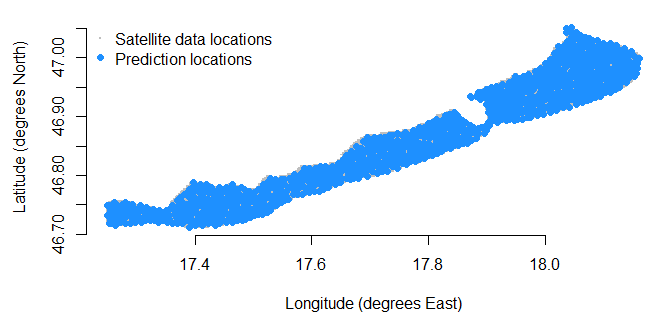 Satellite data locations
Prediction locations
Latitude (degrees North)
47.00
46.90
46.80
46.70
17.4 17.6 17.8 18.0
Longitude (degrees East)